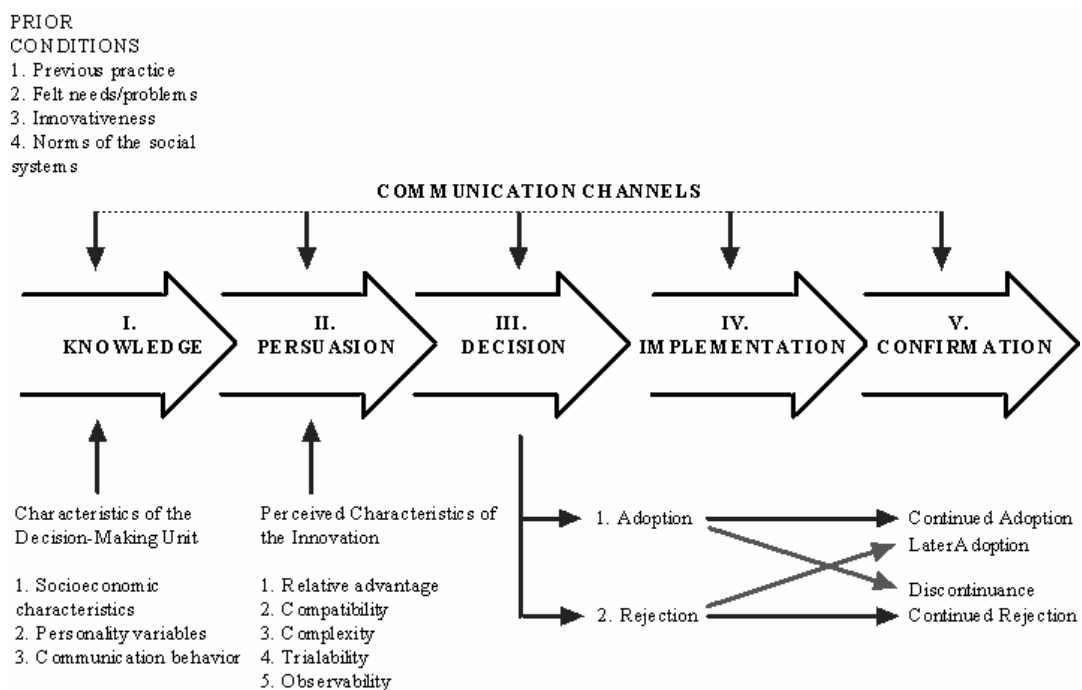 PRIOR
CONDITIONS
1. Previous practice
2. Felt needs/problems
3. Innovativeness
4. Norms of the social
systems
COMMUNICATION CHANNELS
I.
KNOWLEDGE
II.
PERSUASION
III.
DECISION
IV.
IMPLEMENTATION
V.
CONFIRMATION
Characteristics of the
Decision-Making Unit
1. Socioeconomic
characteristics
2. Personality variables
3. Communication behavior
Perceived Characteristics of
the Innovation
1. Relative advantage
2. Compatibility
3. Complexity
4. Trialability
5. Observability
1. Adoption
2. Rejection
Continued Adoption
Later Adoption
Discontinuance
Continued Rejection